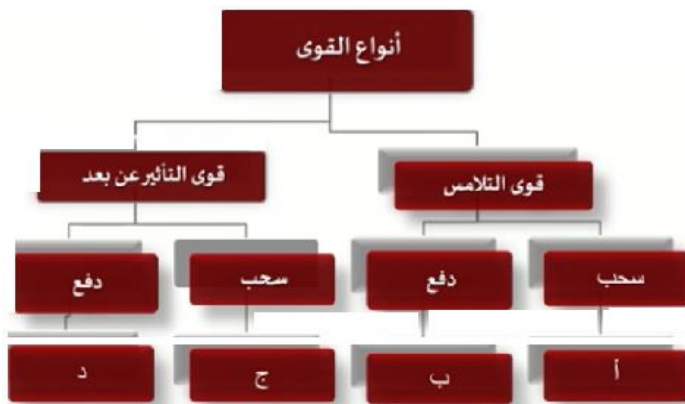 أنواع القوى
قوى التلامس
قوى التأثير عن بعد
سحب
دفع
سحب
دفع
أ
ب
ج
د